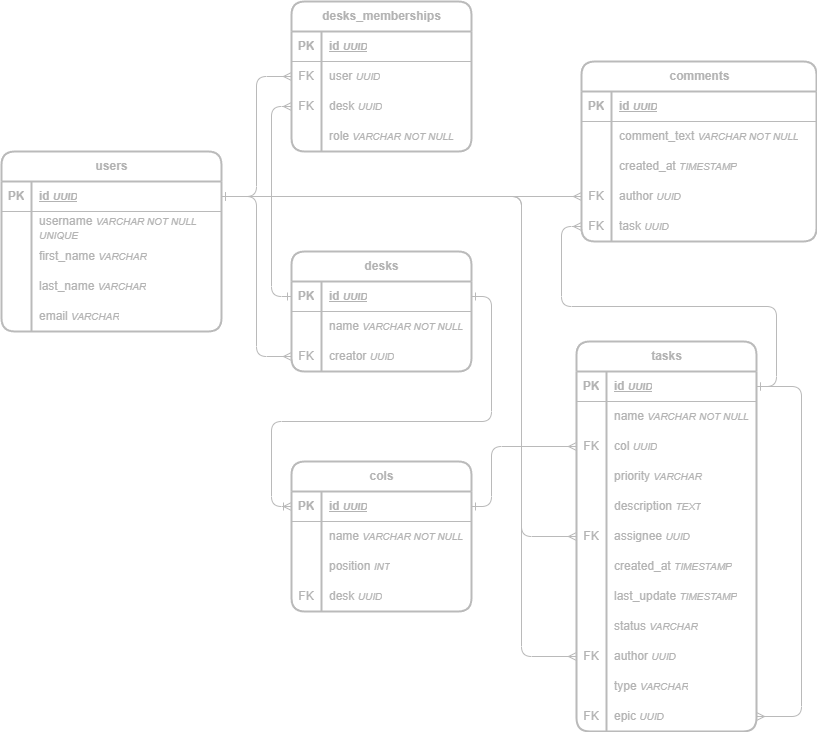 desks_memberships
PK id UUID
FK user UUID
FK desk UUID
role VARCHAR NOT NULL
comments
PK id UUID
comment_text VARCHAR NOT NULL
created_at TIMESTAMP
FK author UUID
FK task UUID
users
PK id UUID
username VARCHAR NOT NULL
UNIQUE
first_name VARCHAR
last_name VARCHAR
email VARCHAR
desks
PK id UUID
name VARCHAR NOT NULL
FK creator UUID
tasks
PK id UUID
name VARCHAR NOT NULL
FK col UUID
priority VARCHAR
description TEXT
FK assignee UUID
created_at TIMESTAMP
last_update TIMESTAMP
status VARCHAR
FK author UUID
type VARCHAR
FK epic UUID
cols
PK id UUID
name VARCHAR NOT NULL
position INT
FK desk UUID